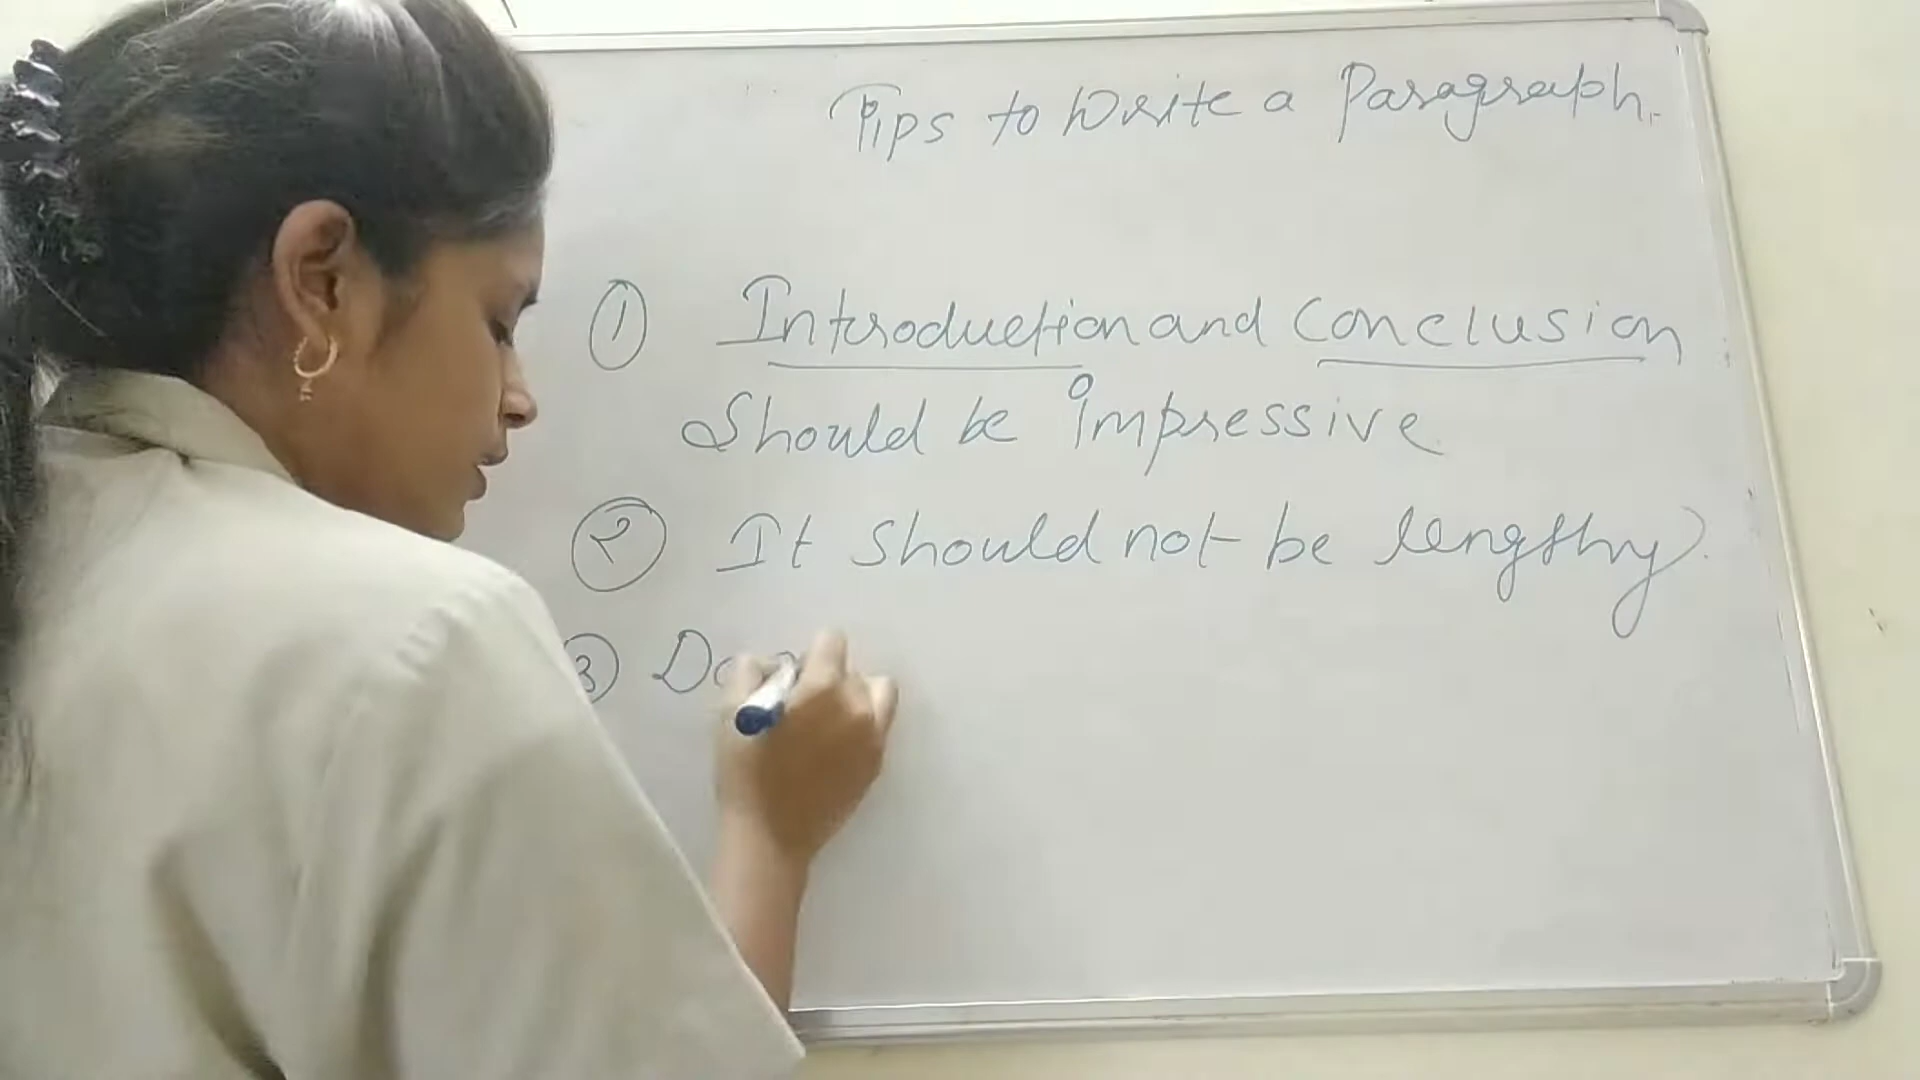 Tips to Write a Paragraph.
① Introduction and Conclusion
Should be impressive
② It should not be lengthy.
③